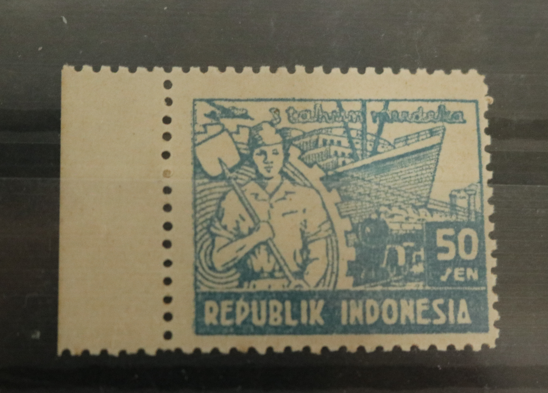 3 tahun merdeka
50
SEN
REPUBLIK INDONESIA